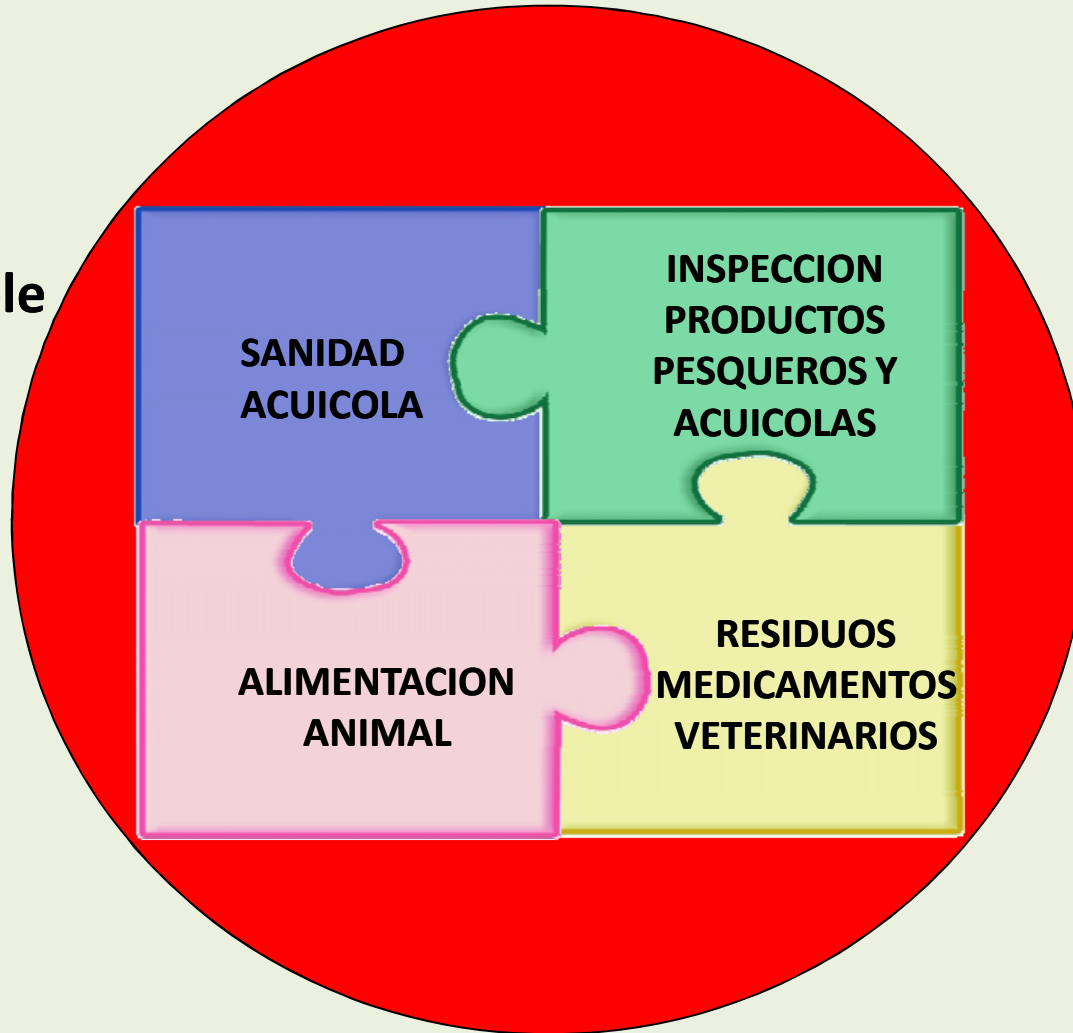 le
SANIDAD
ACUICOLA
INSPECCION
PRODUCTOS
PESQUEROS Y
ACUICOLAS
ALIMENTACION
ANIMAL
RESIDUOS
MEDICAMENTOS
VETERINARIOS